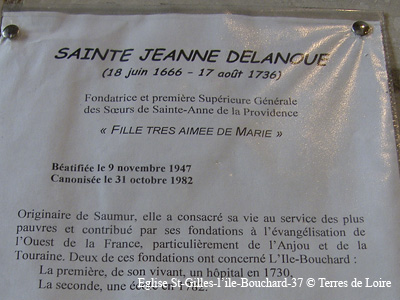 SAINTE JEANNE DELANOUE
(18 juin 1666 - 17 août 1736)
Fondatrice et première Supérieure Générale
des Sœurs de Sainte-Anne de la Providence
« FILLE TRES AIMEE DE MARIE »
Béatifiée le 9 novembre 1947
Canonisée le 31 octobre 1982
Originaire de Saumur, elle a consacré sa vie au service des plus
pauvres et contribué par ses fondations à l'évangélisation de
l'Ouest de la France, particulièrement de l'Anjou et de la
Touraine. Deux de ces fondations ont concerné L'Ile-Bouchard :
La première, de son vivant, un hôpital en 1730,
La seconde, une en 1762.
Eglise St-Gilles-l'ile-Bouchard-37 © Terres de Loire